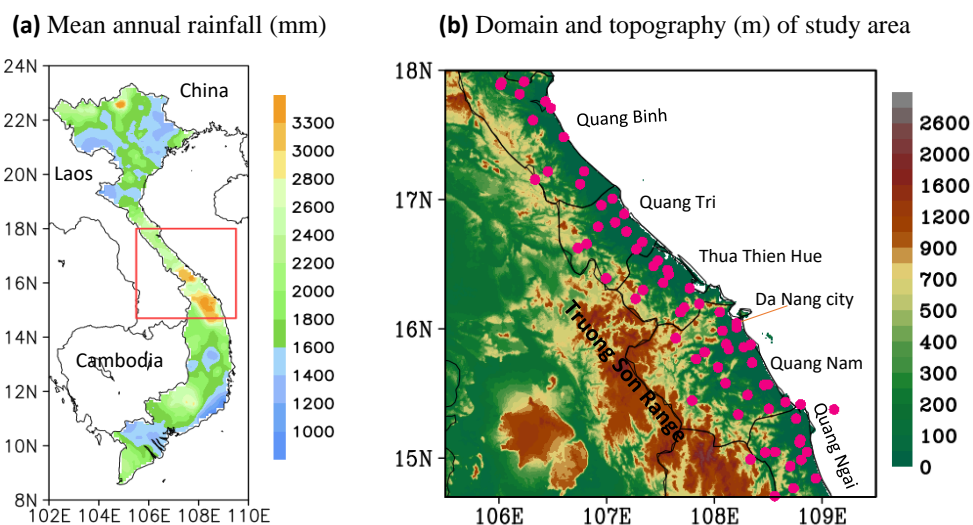 (a) Mean annual rainfall (mm)
24N
22N
20N
18N
16N
14N
12N
10N
8N
102E 104E 106E 108E 110E
China
Laos
Cambodia
3300
3000
2800
2600
2400
2200
2000
1800
1600
1400
1200
1000
(b) Domain and topography (m) of study area
18N
17N
16N
15N
106E 107E 108E 109E
Quang Binh
Quang Tri
Thua Thien Hue
Da Nang city
Quang Nam
Quang Ngai
Truong Son Range
2600
2000
1600
1200
900
700
500
400
300
200
100
0